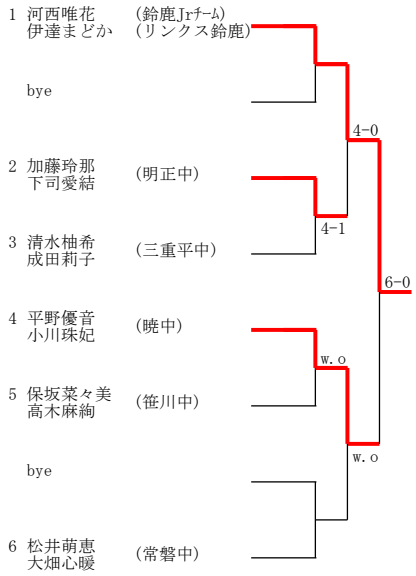 1 河西唯花 (鈴鹿Jrﾁｰﾑ)
伊達まどか (リンクス鈴鹿)
bye
4-0
2 加藤玲那
下司愛結 (明正中)
4-1
3 清水柚希
成田莉子 (三重平中)
6-0
4 平野優音
小川珠妃 (暁中)
w.o
5 保坂菜々美
高木麻絢 (笹川中)
w.o
bye
6 松井萌恵
大畑心暖 (常磐中)